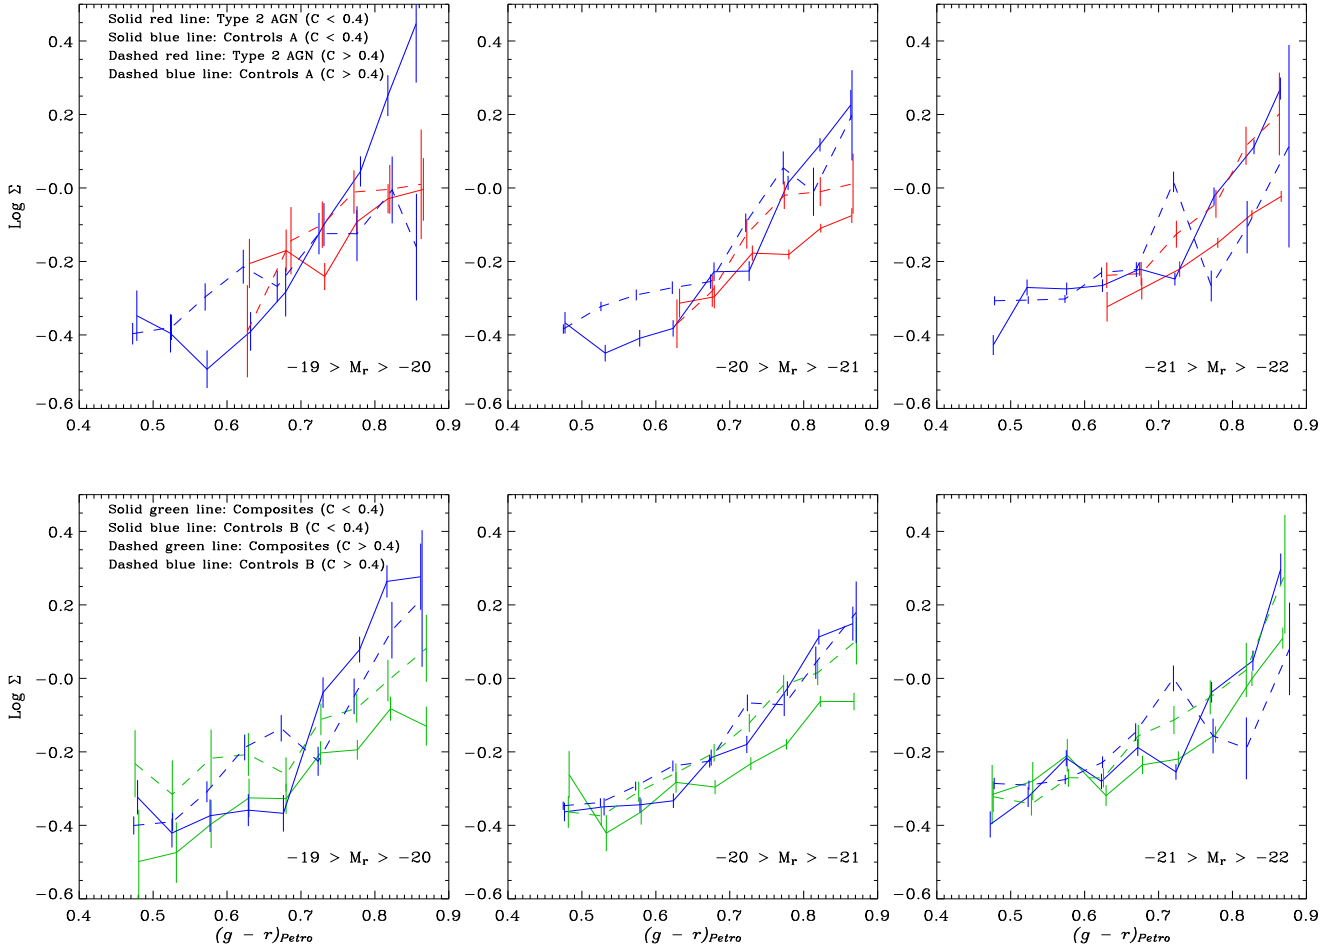 Solid red line: Type 2 AGN (C < 0.4)
Solid blue line: Controls A (C < 0.4)
Dashed red line: Type 2 AGN (C > 0.4)
Dashed blue line: Controls A (C > 0.4)
0.4
0.2
−0.0
−0.2
−0.4
−0.6
Log Σ
−19 > Mr > −20
0.4 0.5 0.6 0.7 0.8 0.9
0.4
0.2
−0.0
−0.2
−0.4
−0.6
−20 > Mr > −21
0.4 0.5 0.6 0.7 0.8 0.9
0.4
0.2
−0.0
−0.2
−0.4
−0.6
−21 > Mr > −22
0.4 0.5 0.6 0.7 0.8 0.9
Solid green line: Composites (C < 0.4)
Solid blue line: Controls B (C < 0.4)
Dashed green line: Composites (C > 0.4)
Dashed blue line: Controls B (C > 0.4)
0.4
0.2
−0.0
−0.2
−0.4
−0.6
Log Σ
−19 > Mr > −20
0.4 0.5 0.6 0.7 0.8 0.9
(g − r)Petro
0.4
0.2
−0.0
−0.2
−0.4
−0.6
−20 > Mr > −21
0.4 0.5 0.6 0.7 0.8 0.9
(g − r)Petro
0.4
0.2
−0.0
−0.2
−0.4
−0.6
−21 > Mr > −22
0.4 0.5 0.6 0.7 0.8 0.9
(g − r)Petro